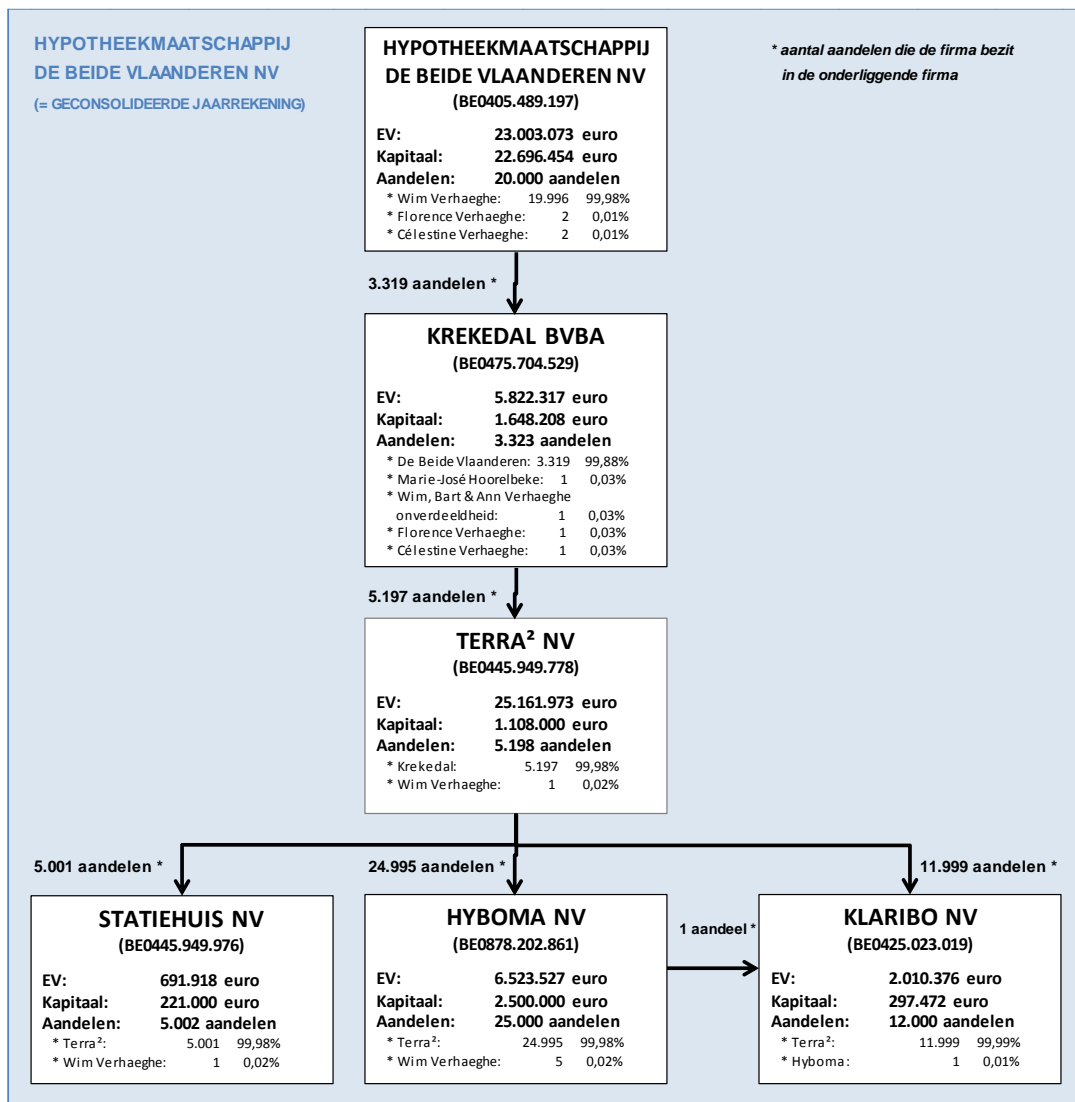 HYPOTHEEKMAATSCHAPPIJ
DE BEIDE VLAANDEREN NV
(= GECONSOLIDEERDE JAARREKENING)
* aantal aandelen die de firma bezit
in de onderliggende firma
HYPOTHEEKMAATSCHAPPIJ
DE BEIDE VLAANDEREN NV
(BE0405.489.197)
EV: 23.003.073 euro
Kapitaal: 22.696.454 euro
Aandelen: 20.000 aandelen
* Wim Verhaeghe: 19.996 99,98%
* Florence Verhaeghe: 2 0,01%
* Célestine Verhaeghe: 2 0,01%
3.319 aandelen *
KREKEDAL BVBA
(BE0475.704.529)
EV: 5.822.317 euro
Kapitaal: 1.648.208 euro
Aandelen: 3.323 aandelen
* De Beide Vlaanderen: 3.319 99,88%
* Marie-José Hoorelbeke: 1 0,03%
* Wim, Bart & Ann Verhaeghe
onverdeeldheid: 1 0,03%
* Florence Verhaeghe: 1 0,03%
* Célestine Verhaeghe: 1 0,03%
5.197 aandelen *
TERRA² NV
(BE0445.949.778)
EV: 25.161.973 euro
Kapitaal: 1.108.000 euro
Aandelen: 5.198 aandelen
* Krekedal: 5.197 99,98%
* Wim Verhaeghe: 1 0,02%
5.001 aandelen *
24.995 aandelen *
11.999 aandelen *
STATIEHUIS NV
(BE0445.949.976)
EV: 691.918 euro
Kapitaal: 221.000 euro
Aandelen: 5.002 aandelen
* Terra²: 5.001 99,98%
* Wim Verhaeghe: 1 0,02%
HYBOMA NV
(BE0878.202.861)
EV: 6.523.527 euro
Kapitaal: 2.500.000 euro
Aandelen: 25.000 aandelen
* Terra²: 24.995 99,98%
* Wim Verhaeghe: 5 0,02%
1 aandeel *
KLARIBO NV
(BE0425.023.019)
EV: 2.010.376 euro
Kapitaal: 297.472 euro
Aandelen: 12.000 aandelen
* Terra²: 11.999 99,99%
* Hyboma: 1 0,01%